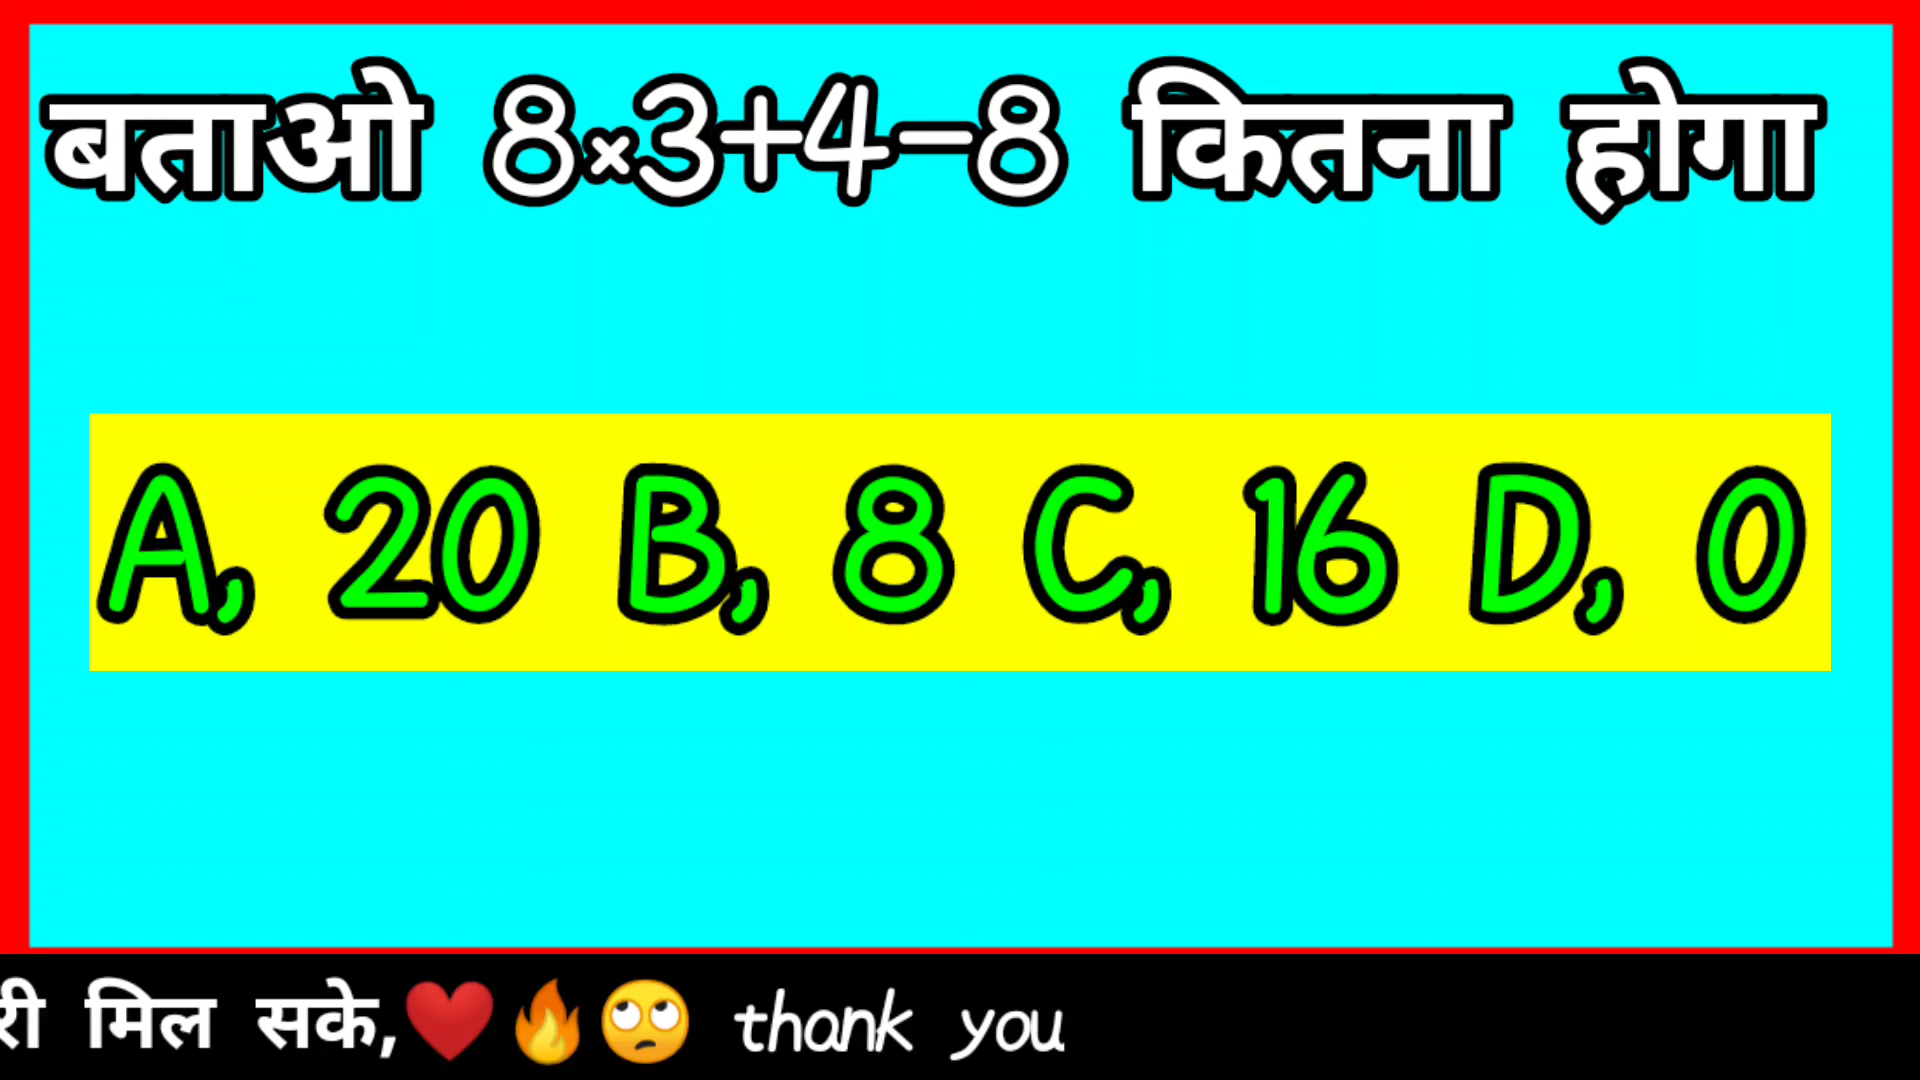 बताओ 8×3+4-8 कितना होगा
A, 20 B, 8 C, 16 D, 0
री मिल सके,❤️🔥🙄 thank you